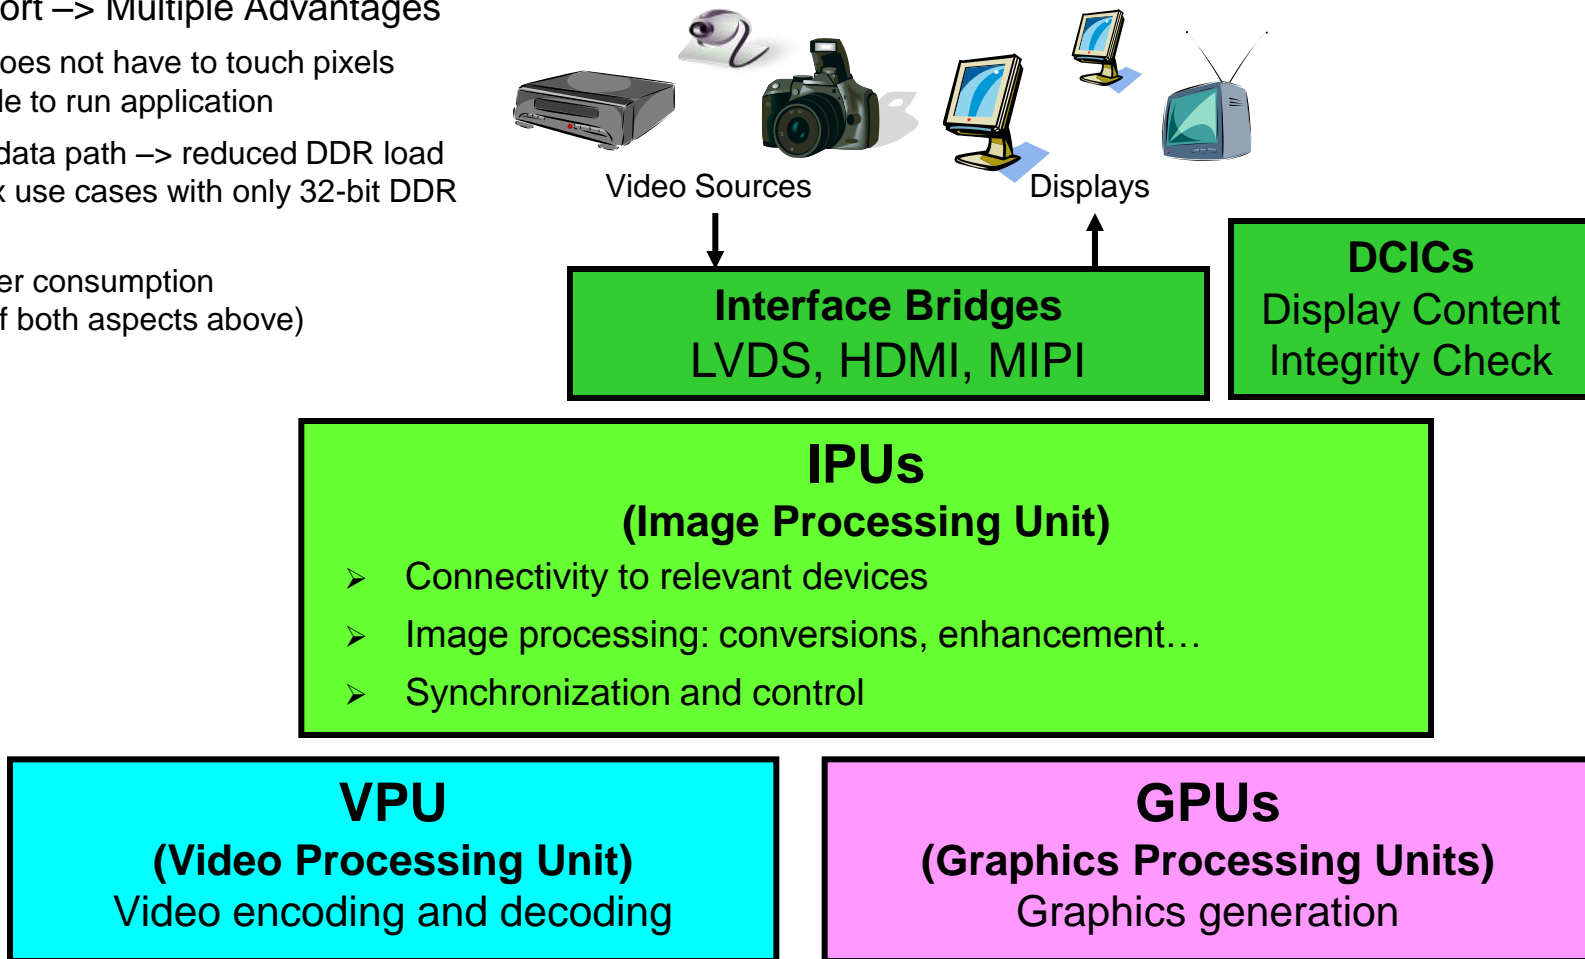 ort –> Multiple Advantages
oes not have to touch pixels
le to run application
data path –> reduced DDR load
x use cases with only 32-bit DDR
er consumption
f both aspects above)
Video Sources
Displays
Interface Bridges
LVDS, HDMI, MIPI
DCICs
Display Content
Integrity Check
IPUs
(Image Processing Unit)
➢ Connectivity to relevant devices
➢ Image processing: conversions, enhancement…
➢ Synchronization and control
VPU
(Video Processing Unit)
Video encoding and decoding
GPUs
(Graphics Processing Units)
Graphics generation